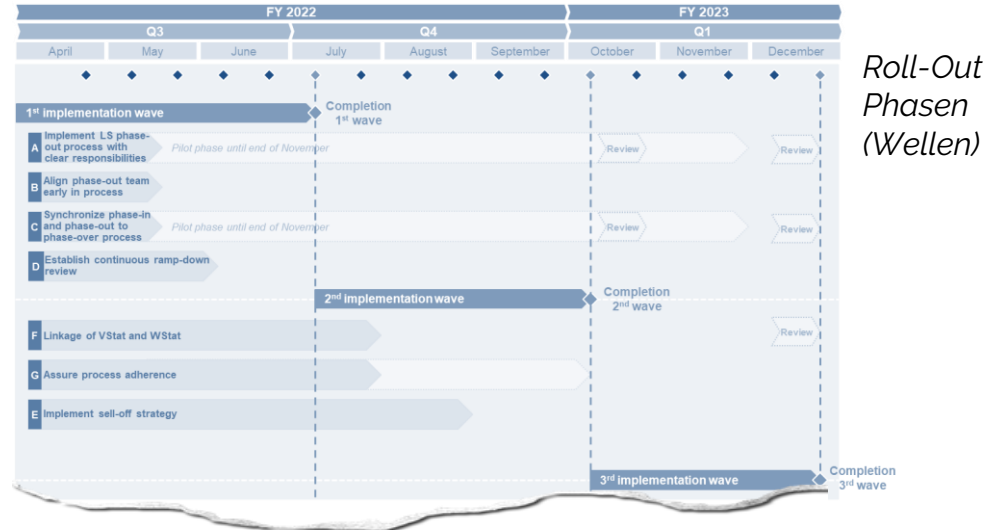 FY 2022
FY 2023
Q3
Q4
Q1
April
May
June
July
August
September
October
November
December
Roll-Out
Phasen
(Wellen)
1st implementation wave
Completion
1st wave
A
Implement LS phase-
out process with
clear responsibilities
Pilot phase until end of November
Review
Review
B
Align phase-out team
early in process
C
Synchronize phase-in
and phase-out to
phase-over process
Pilot phase until end of November
Review
Review
D
Establish continuous ramp-down
review
2nd implementation wave
Completion
2nd wave
F
Linkage of VStat and WStat
Review
G
Assure process adherence
E
Implement sell-off strategy
3rd implementation wave
Completion
3rd wave